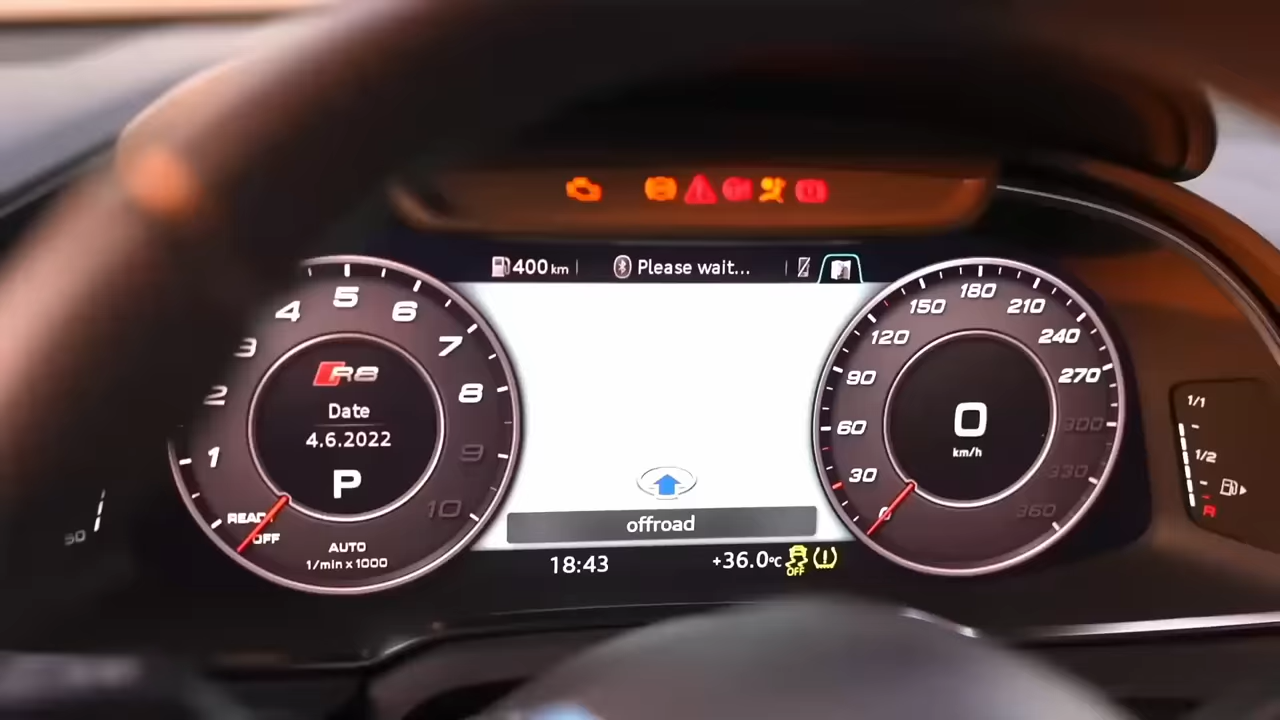 400 km
Please wait...
5
4
6
3
7
2
8
1
9
10
R8
Date
4.6.2022
P
READY
OFF
AUTO
1/min x 1000
offroad
18:43
+36.0°C
OFF
180
150
210
120
240
90
270
60
300
30
330
0
360
0
km/h
1/1
1/2
R